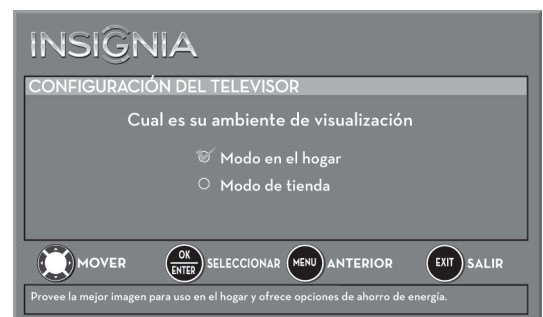 INSIGNIA
CONFIGURACIÓN DEL TELEVISOR
Cual es su ambiente de visualización
Modo en el hogar
Modo de tienda
MOVER OK ENTER SELECCIONAR MENU ANTERIOR EXIT SALIR
Provee la mejor imagen para uso en el hogar y ofrece opciones de ahorro de energía.